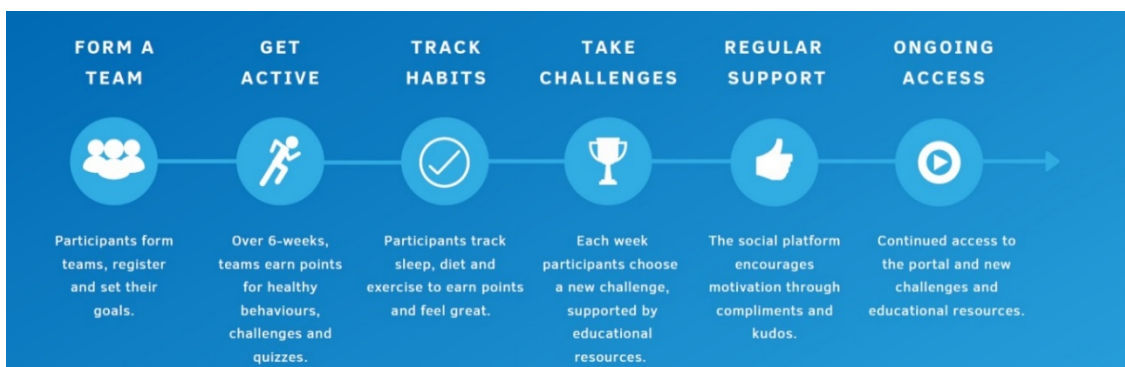 FORM A
TEAM
Participants form
teams, register
and set their
goals.
GET
ACTIVE
Over 6-weeks,
teams earn points
for healthy
behaviours,
challenges and
quizzes.
TRACK
HABITS
Participants track
sleep, diet and
exercise to earn points
and feel great.
TAKE
CHALLENGES
Each week
participants choose
a new challenge,
supported by
educational
resources.
REGULAR
SUPPORT
The social platform
encourages
motivation through
compliments and
kudos.
ONGOING
ACCESS
Continued access to
the portal and new
challenges and
educational resources.